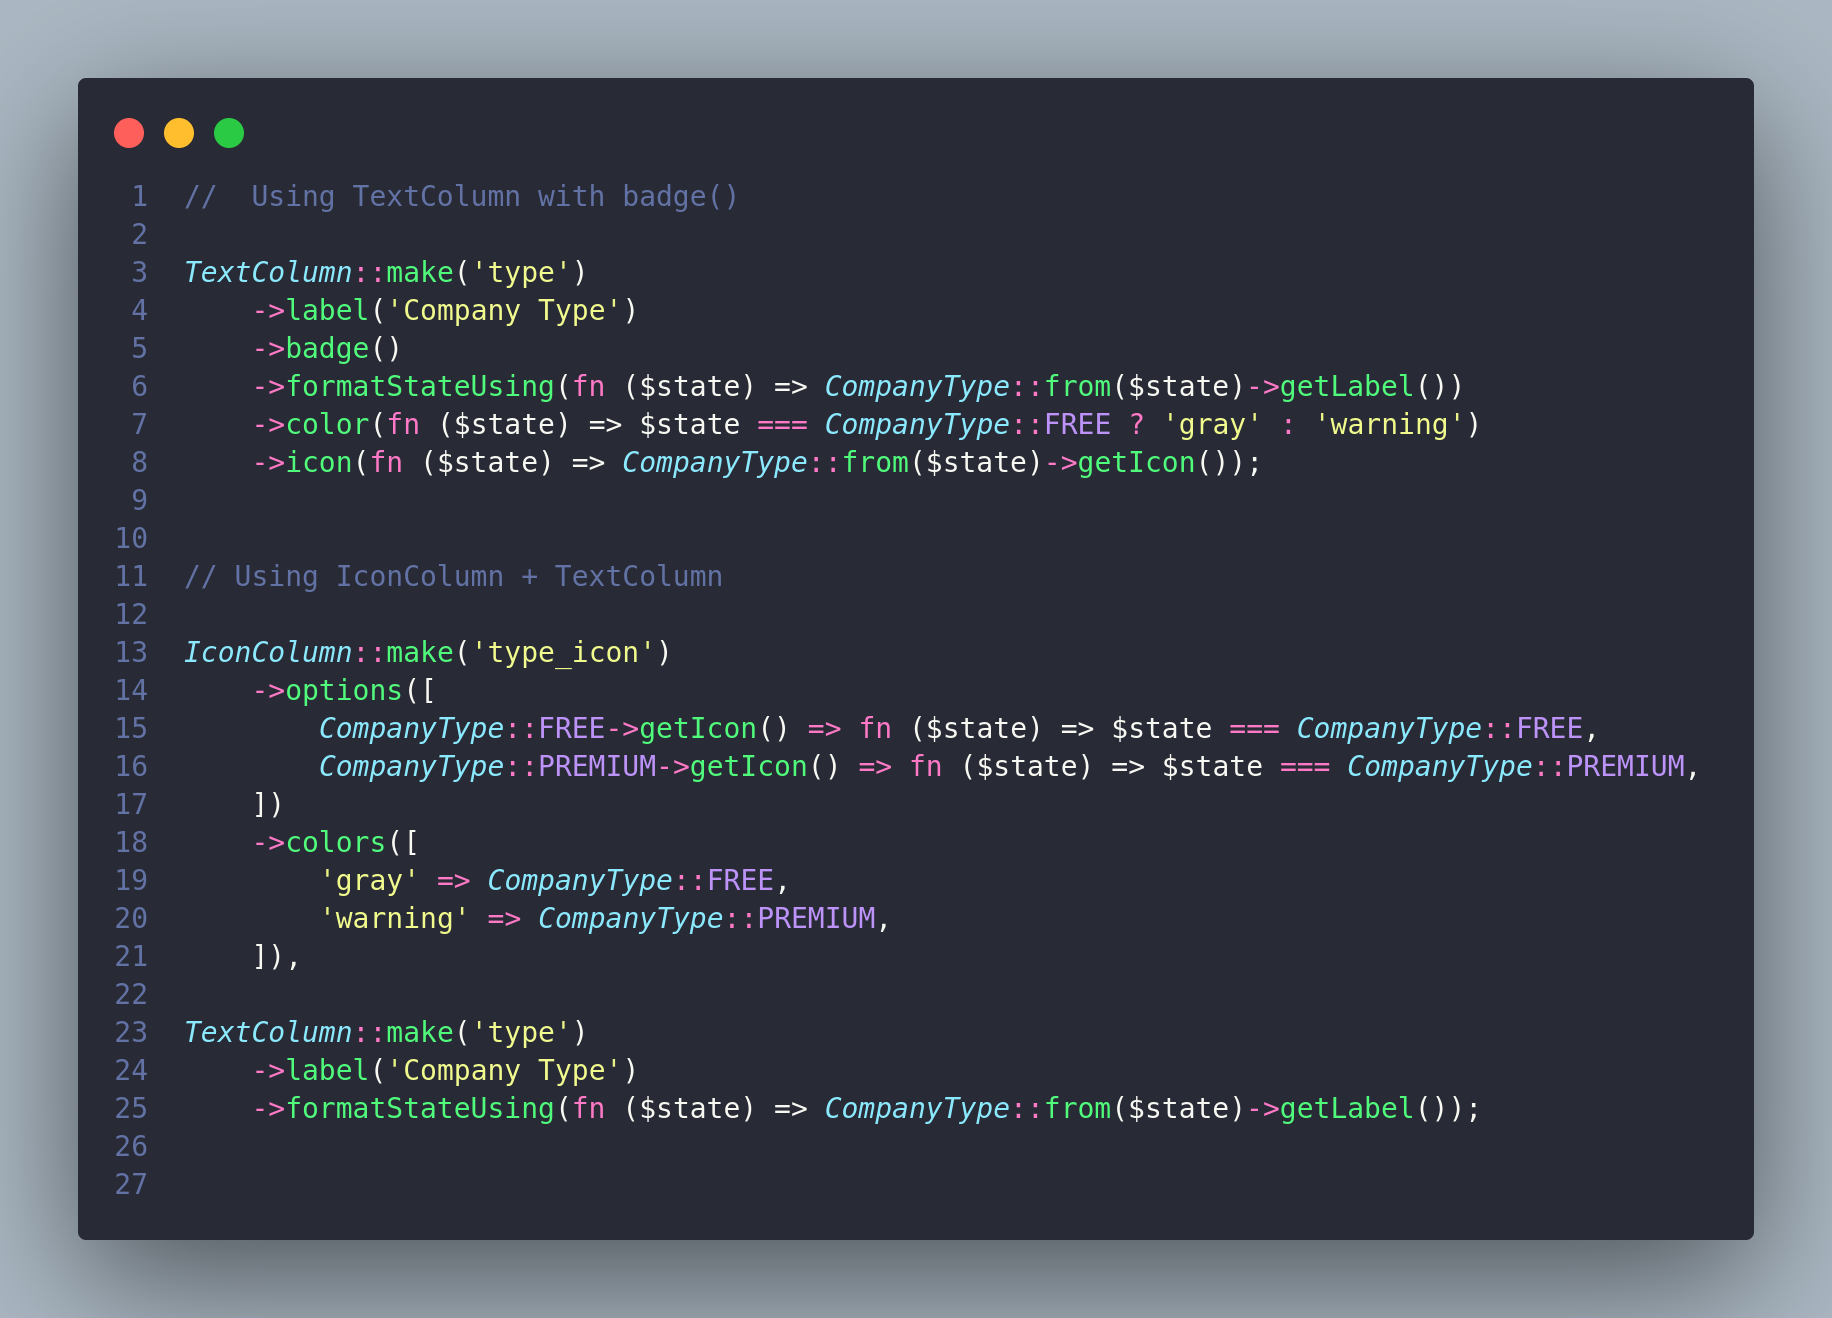 1 //  Using TextColumn with badge()
2
3 TextColumn::make('type')
4     ->label('Company Type')
5     ->badge()
6     ->formatStateUsing(fn ($state) => CompanyType::from($state)->getLabel())
7     ->color(fn ($state) => $state === CompanyType::FREE ? 'gray' : 'warning')
8     ->icon(fn ($state) => CompanyType::from($state)->getIcon());
9
10
11 // Using IconColumn + TextColumn
12
13 IconColumn::make('type_icon')
14     ->options([
15         CompanyType::FREE->getIcon() => fn ($state) => $state === CompanyType::FREE,
16         CompanyType::PREMIUM->getIcon() => fn ($state) => $state === CompanyType::PREMIUM,
17     ])
18     ->colors([
19         'gray' => CompanyType::FREE,
20         'warning' => CompanyType::PREMIUM,
21     ]),
22
23 TextColumn::make('type')
24     ->label('Company Type')
25     ->formatStateUsing(fn ($state) => CompanyType::from($state)->getLabel());
26
27